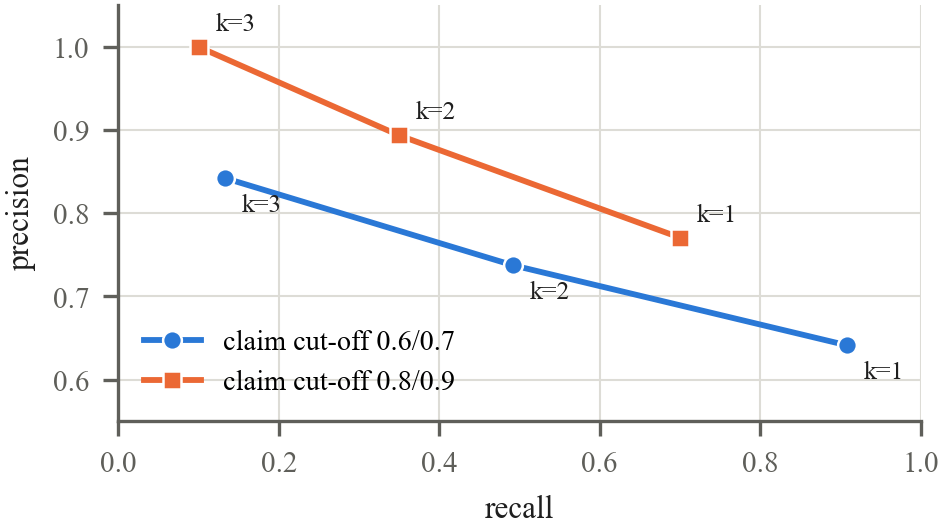 k=3
1.0
k=2
0.9
k=3
0.8
k=1
precision
k=2
0.7
claim cut-off 0.6/0.7
k=1
0.6
claim cut-off 0.8/0.9
0.0 0.2 0.4 0.6 0.8 1.0
recall